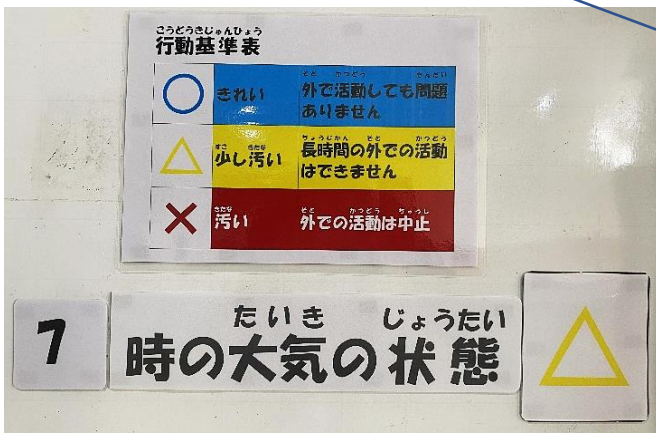 こうどうきじゅんひょう
行動基準表
○ きれい
そと かつどう もんだい
外で活動しても問題
ありません
すこ きたな
△ 少し汚い
ちょうじかん そと かつどう
長時間の外での活動
はできません
きたな
× 汚い
そと かつどう ちゅうし
外での活動は中止
たいき じょうたい
7 時の大気の状態 △